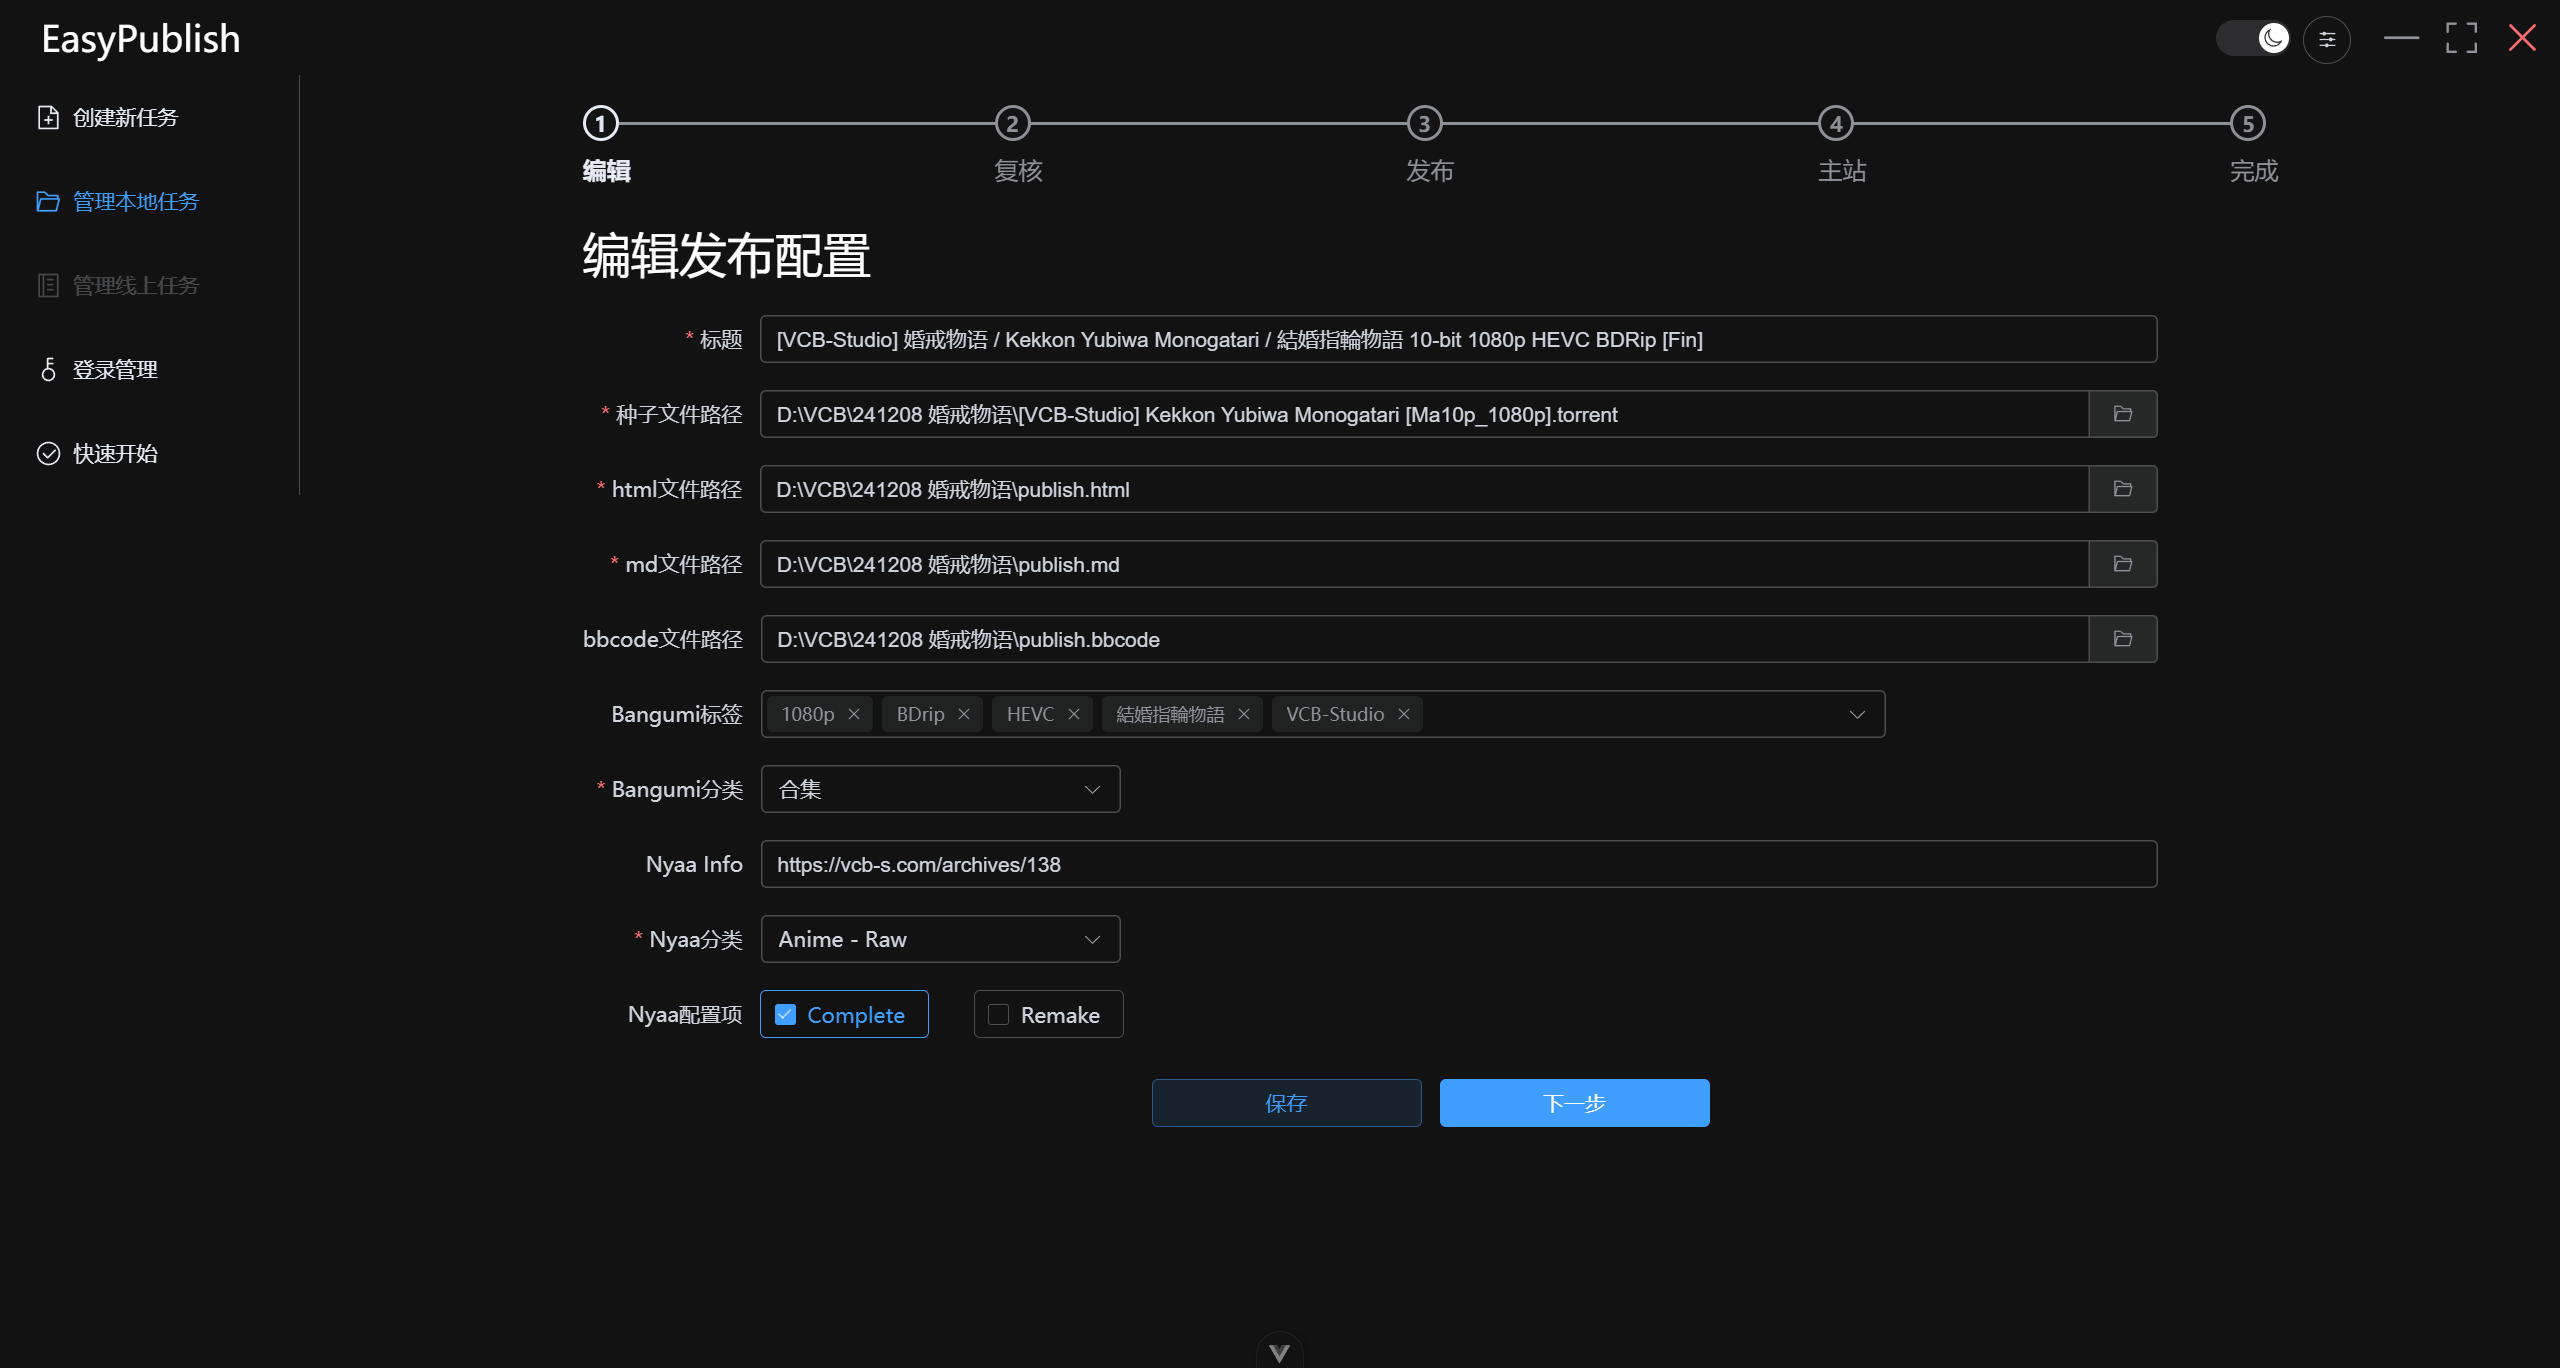 EasyPublish
创建新任务
管理本地任务
管理线上任务
登录管理
快速开始
1 2 3 4 5
编辑 复核 发布 主站 完成
编辑发布配置
* 标题 [VCB-Studio] 婚戒物语 / Kekkon Yubiwa Monogatari / 結婚指輪物語 10-bit 1080p HEVC BDRip [Fin]
* 种子文件路径 D:\VCB\241208 婚戒物语\[VCB-Studio] Kekkon Yubiwa Monogatari [Ma10p_1080p].torrent
* html文件路径 D:\VCB\241208 婚戒物语\publish.html
* md文件路径 D:\VCB\241208 婚戒物语\publish.md
bbcode文件路径 D:\VCB\241208 婚戒物语\publish.bbcode
Bangumi标签 1080p BDrip HEVC 結婚指輪物語 VCB-Studio
* Bangumi分类 合集
Nyaa Info https://vcb-s.com/archives/138
* Nyaa分类 Anime - Raw
Nyaa配置项 Complete Remake
保存 下一步